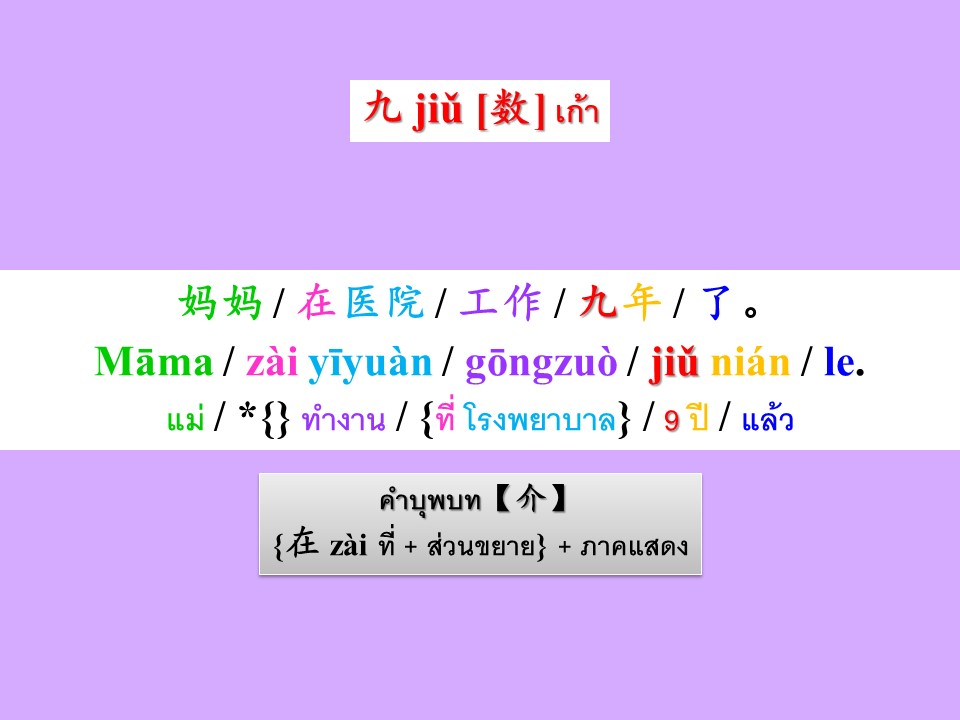 九 jiǔ [数] เก้า
妈妈 / 在医院 / 工作 / 九年 / 了。
Māma / zài yīyuàn / gōngzuò / jiǔ nián / le.
แม่ / *{} ทำงาน / {ที่ โรงพยาบาล} / 9 ปี / แล้ว
คำบุพบท【介】
{在 zài ที่ + ส่วนขยาย} + ภาคแสดง